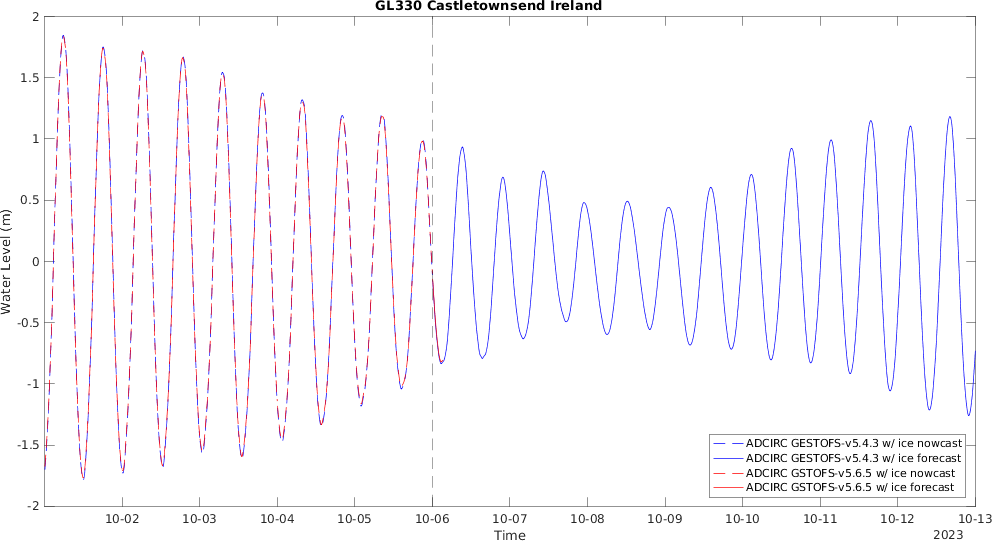 GL330 Castletownsend Ireland
2
1.5
1
0.5
0
-0.5
-1
-1.5
-2
Water Level (m)
10-02 10-03 10-04 10-05 10-06 10-07 10-08 10-09 10-10 10-11 10-12 10-13
Time
2023
ADCIRC GESTOFS-v5.4.3 w/ ice nowcast
ADCIRC GESTOFS-v5.4.3 w/ ice forecast
ADCIRC GSTOFS-v5.6.5 w/ ice nowcast
ADCIRC GSTOFS-v5.6.5 w/ ice forecast